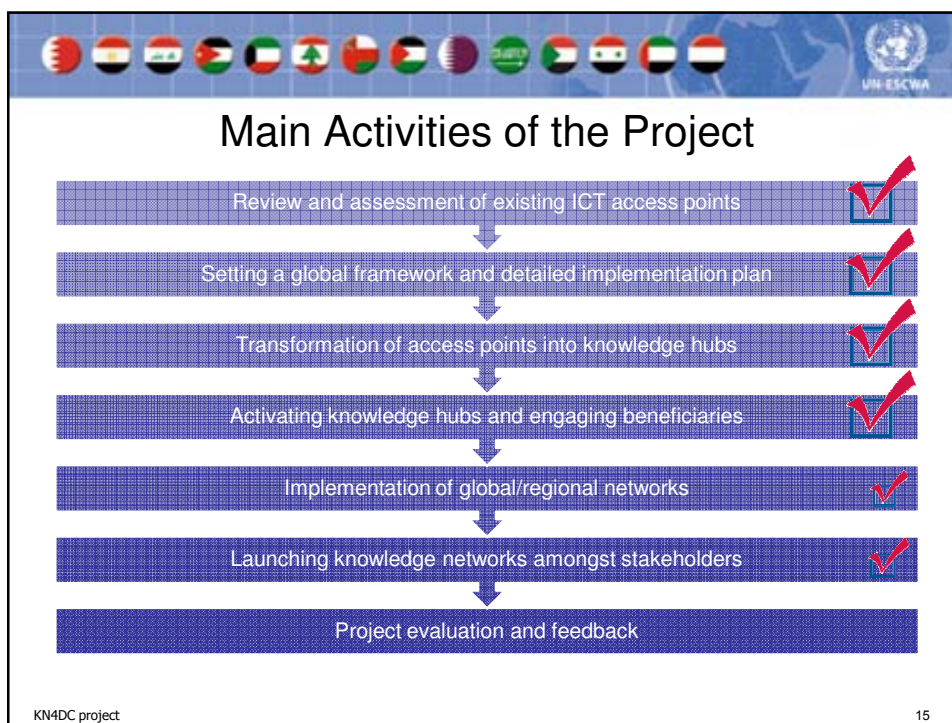 UN-ESCWA
Main Activities of the Project
Review and assessment of existing ICT access points
Setting a global framework and detailed implementation plan
Transformation of access points into knowledge hubs
Activating knowledge hubs and engaging beneficiaries
Implementation of global/regional networks
Launching knowledge networks amongst stakeholders
Project evaluation and feedback
KN4DC project
15